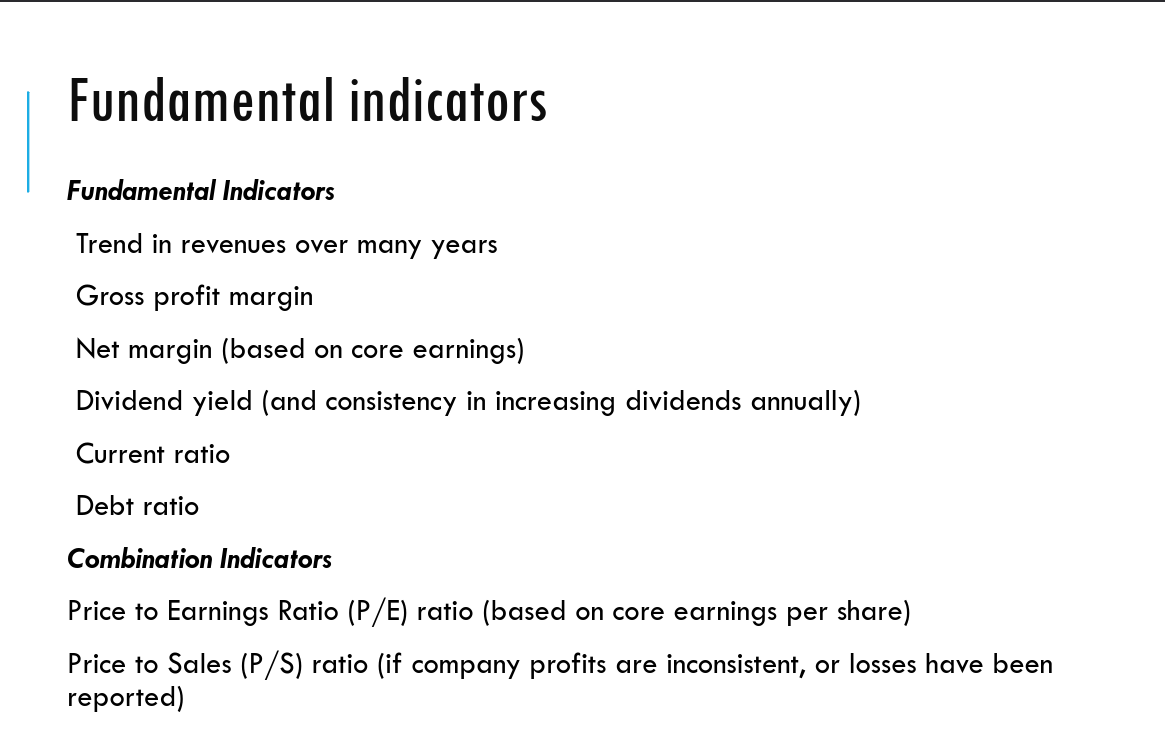 Fundamental indicators
Fundamental Indicators
Trend in revenues over many years
Gross profit margin
Net margin (based on core earnings)
Dividend yield (and consistency in increasing dividends annually)
Current ratio
Debt ratio
Combination Indicators
Price to Earnings Ratio (P/E) ratio (based on core earnings per share)
Price to Sales (P/S) ratio (if company profits are inconsistent, or losses have been
reported)